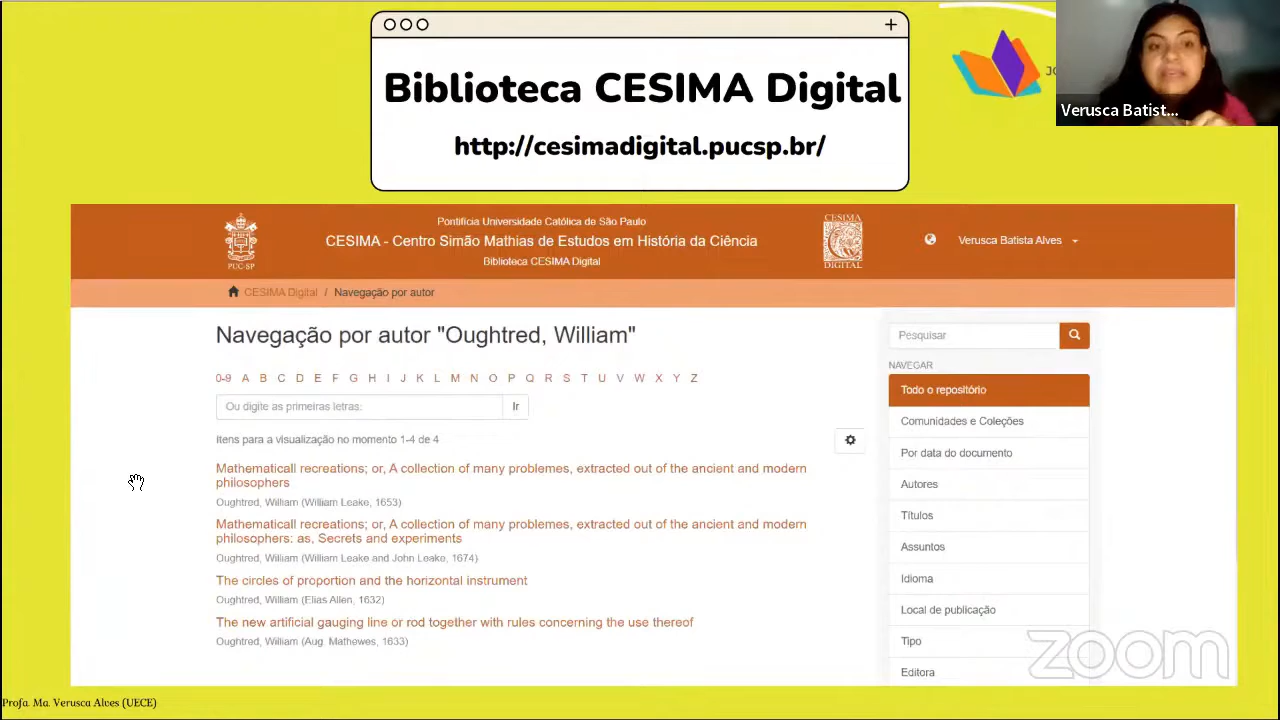 Biblioteca CESIMA Digital
http://cesimadigital.pucsp.br/
JO
Verusca Batist...
PUC-SP
Pontifícia Universidade Católica de São Paulo
CESIMA - Centro Simão Mathias de Estudos em História da Ciência
Biblioteca CESIMA Digital
CESIMA
DIGITAL
Verusca Batista Alves
CESIMA Digital / Navegação por autor
Navegação por autor "Oughtred, William"
0-9 A B C D E F G H I J K L M N O P Q R S T U V W X Y Z
Ou digite as primeiras letras:
Ir
Itens para a visualização no momento 1-4 de 4
Mathematicall recreations; or, A collection of many problemes, extracted out of the ancient and modern
philosophers
Oughtred, William (William Leake, 1653)
Mathematicall recreations; or, A collection of many problemes, extracted out of the ancient and modern
philosophers: as, Secrets and experiments
Oughtred, William (William Leake and John Leake, 1674)
The circles of proportion and the horizontal instrument
Oughtred, William (Elias Allen, 1632)
The new artificial gauging line or rod together with rules concerning the use thereof
Oughtred, William (Aug. Mathewes, 1633)
Pesquisar
NAVEGAR
Todo o repositório
Comunidades e Coleções
Por data do documento
Autores
Títulos
Assuntos
Idioma
Local de publicação
Tipo
Editora
zoom
Profa. Ma. Verusca Alves (UECE)